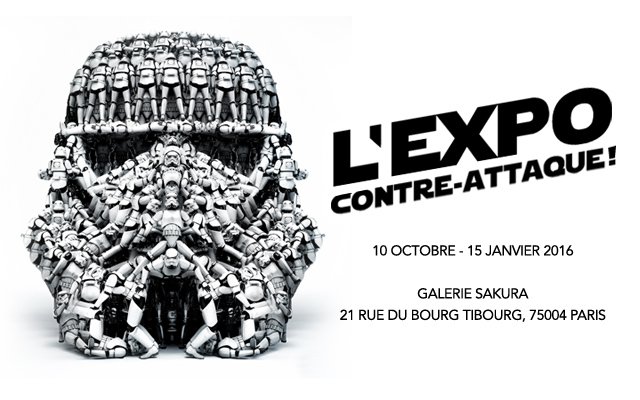 L'EXPO
CONTRE-ATTAQUE!
10 OCTOBRE - 15 JANVIER 2016
GALERIE SAKURA
21 RUE DU BOURG TIBOURG, 75004 PARIS